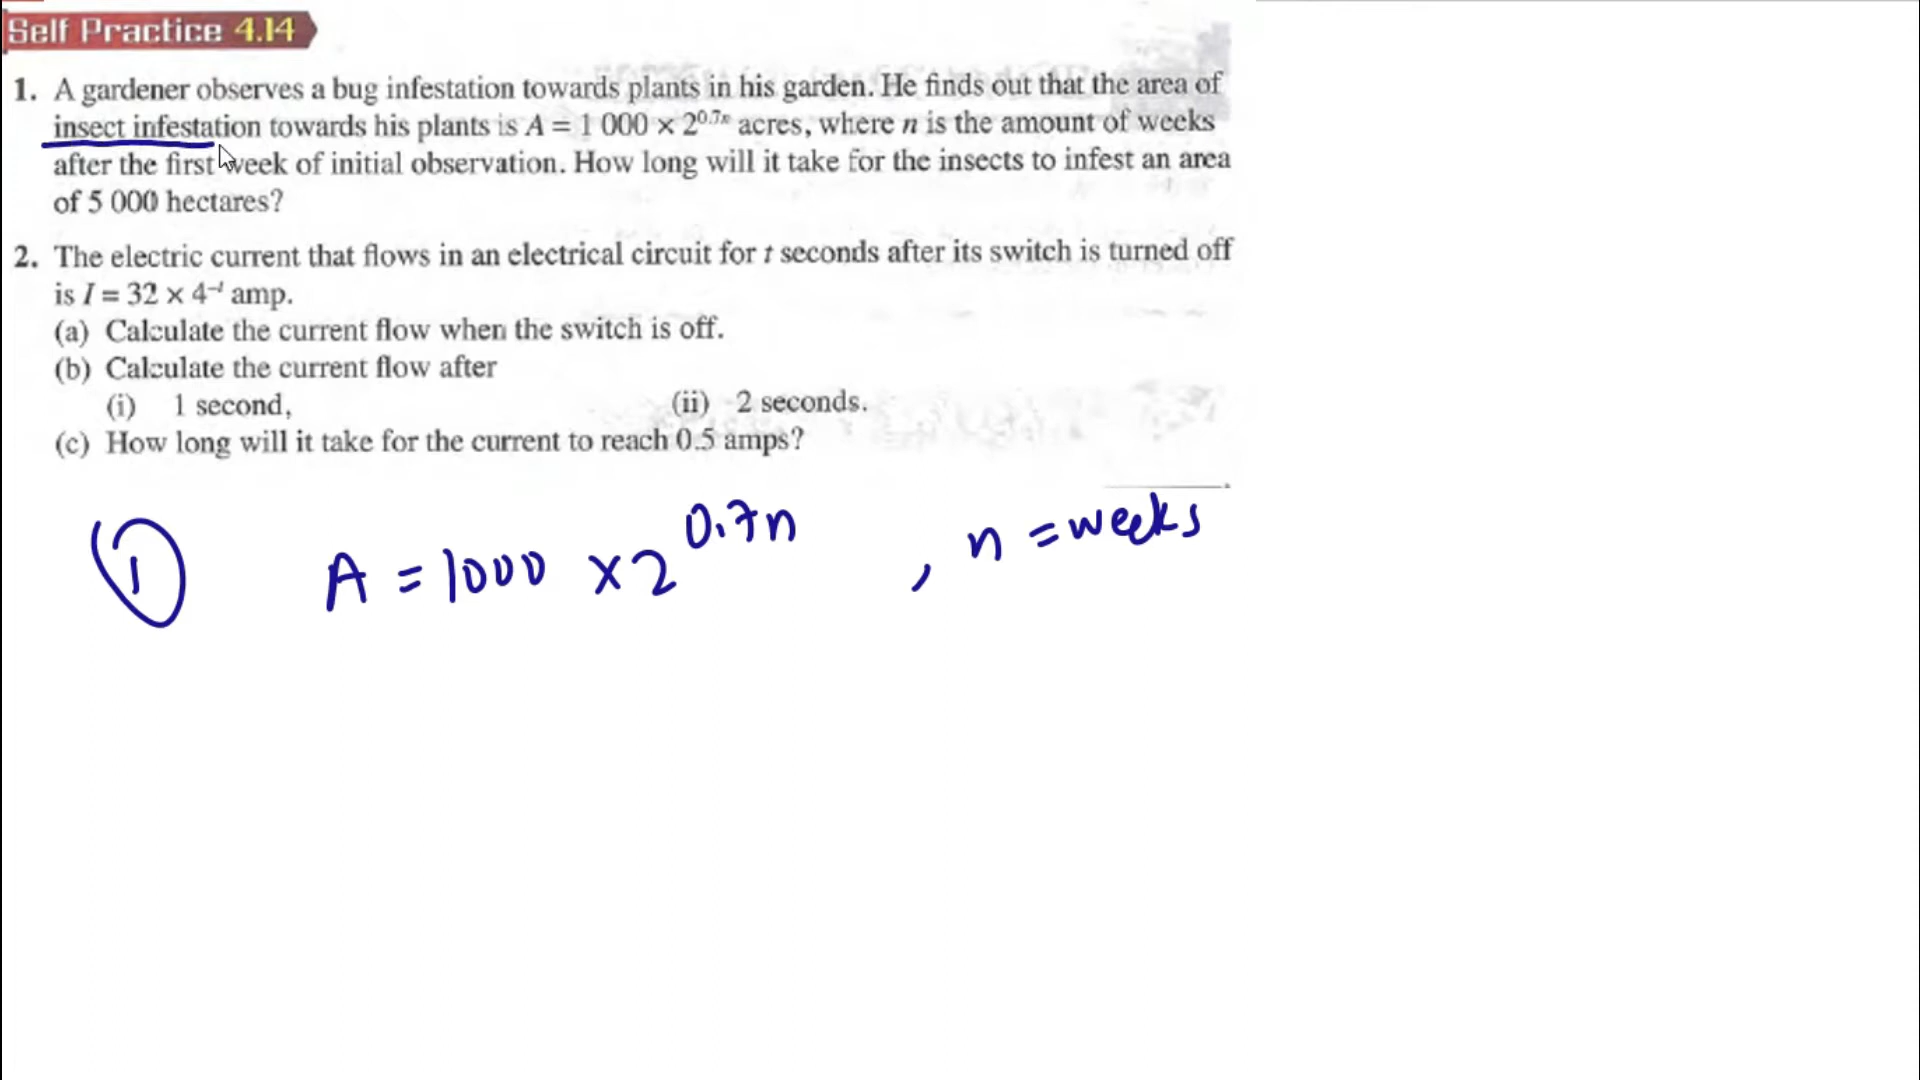 Self Practice 4.14
1. A gardener observes a bug infestation towards plants in his garden. He finds out that the area of
insect infestation towards his plants is A = 1 000 × 2^0.7n acres, where n is the amount of weeks
after the first week of initial observation. How long will it take for the insects to infest an area
of 5 000 hectares?
2. The electric current that flows in an electrical circuit for t seconds after its switch is turned off
is I = 32 × 4^–t amp.
(a) Calculate the current flow when the switch is off.
(b) Calculate the current flow after
(i) 1 second, (ii) 2 seconds.
(c) How long will it take for the current to reach 0.5 amps?
① A = 1000 × 2^0.7n , n = weeks